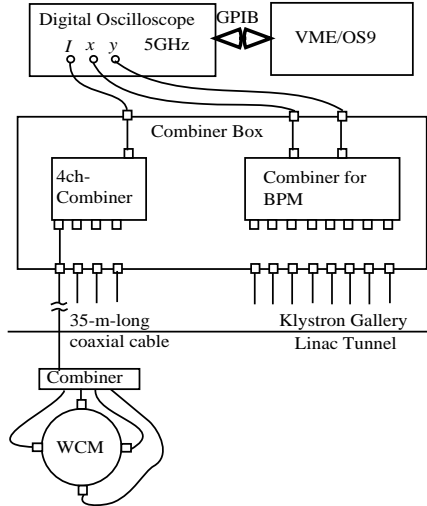 Digital Oscilloscope
GPIB
VME/OS9
I x y 5GHz
Combiner Box
4ch-
Combiner
Combiner for
BPM
35-m-long
coaxial cable
Klystron Gallery
Linac Tunnel
Combiner
WCM